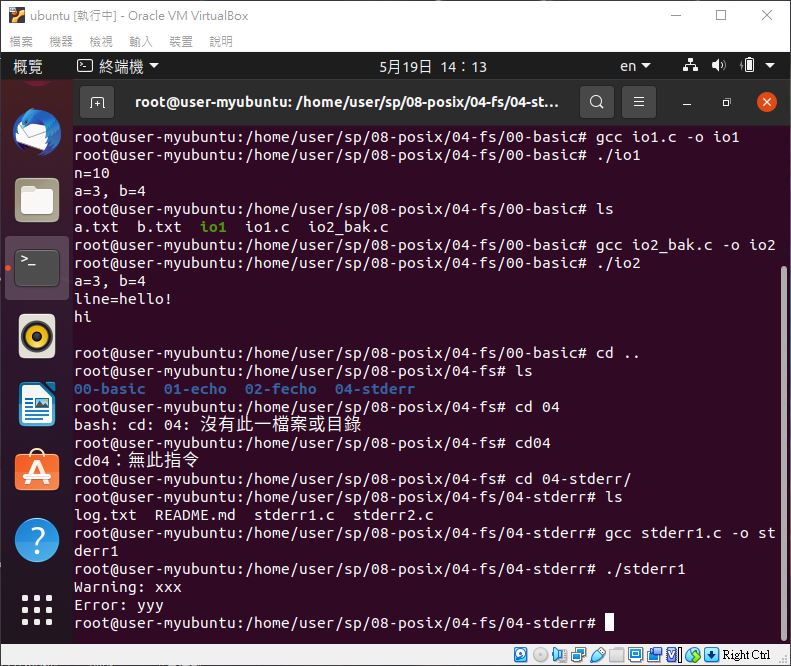 ubuntu [執行中] - Oracle VM VirtualBox
檔案 機器 檢視 輸入 裝置 說明
概覽 終端機 5月19日 14：13 en
root@user-myubuntu: /home/user/sp/08-posix/04-fs/04-st…
root@user-myubuntu:/home/user/sp/08-posix/04-fs/00-basic# gcc io1.c -o io1
root@user-myubuntu:/home/user/sp/08-posix/04-fs/00-basic# ./io1
n=10
a=3, b=4
root@user-myubuntu:/home/user/sp/08-posix/04-fs/00-basic# ls
a.txt  b.txt  io1  io1.c  io2_bak.c
root@user-myubuntu:/home/user/sp/08-posix/04-fs/00-basic# gcc io2_bak.c -o io2
root@user-myubuntu:/home/user/sp/08-posix/04-fs/00-basic# ./io2
a=3, b=4
line=hello!
hi
root@user-myubuntu:/home/user/sp/08-posix/04-fs/00-basic# cd ..
root@user-myubuntu:/home/user/sp/08-posix/04-fs# ls
00-basic  01-echo  02-fecho  04-stderr
root@user-myubuntu:/home/user/sp/08-posix/04-fs# cd 04
bash: cd: 04: 沒有此一檔案或目錄
root@user-myubuntu:/home/user/sp/08-posix/04-fs# cd04
cd04：無此指令
root@user-myubuntu:/home/user/sp/08-posix/04-fs# cd 04-stderr/
root@user-myubuntu:/home/user/sp/08-posix/04-fs/04-stderr# ls
log.txt  README.md  stderr1.c  stderr2.c
root@user-myubuntu:/home/user/sp/08-posix/04-fs/04-stderr# gcc stderr1.c -o st
derr1
root@user-myubuntu:/home/user/sp/08-posix/04-fs/04-stderr# ./stderr1
Warning: xxx
Error: yyy
root@user-myubuntu:/home/user/sp/08-posix/04-fs/04-stderr#
Right Ctrl